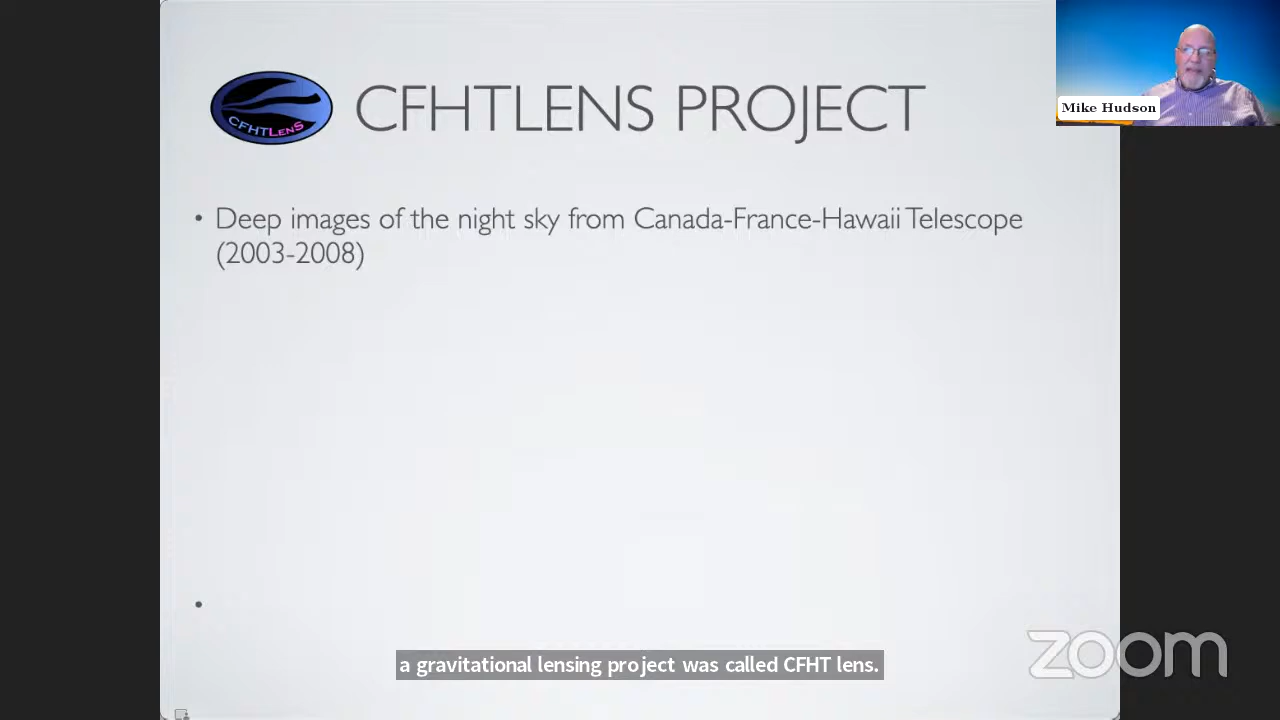 Mike Hudson
CFHTLENS
CFHTLENS PROJECT
• Deep images of the night sky from Canada-France-Hawaii Telescope
(2003-2008)
•
a gravitational lensing project was called CFHT lens.
zoom